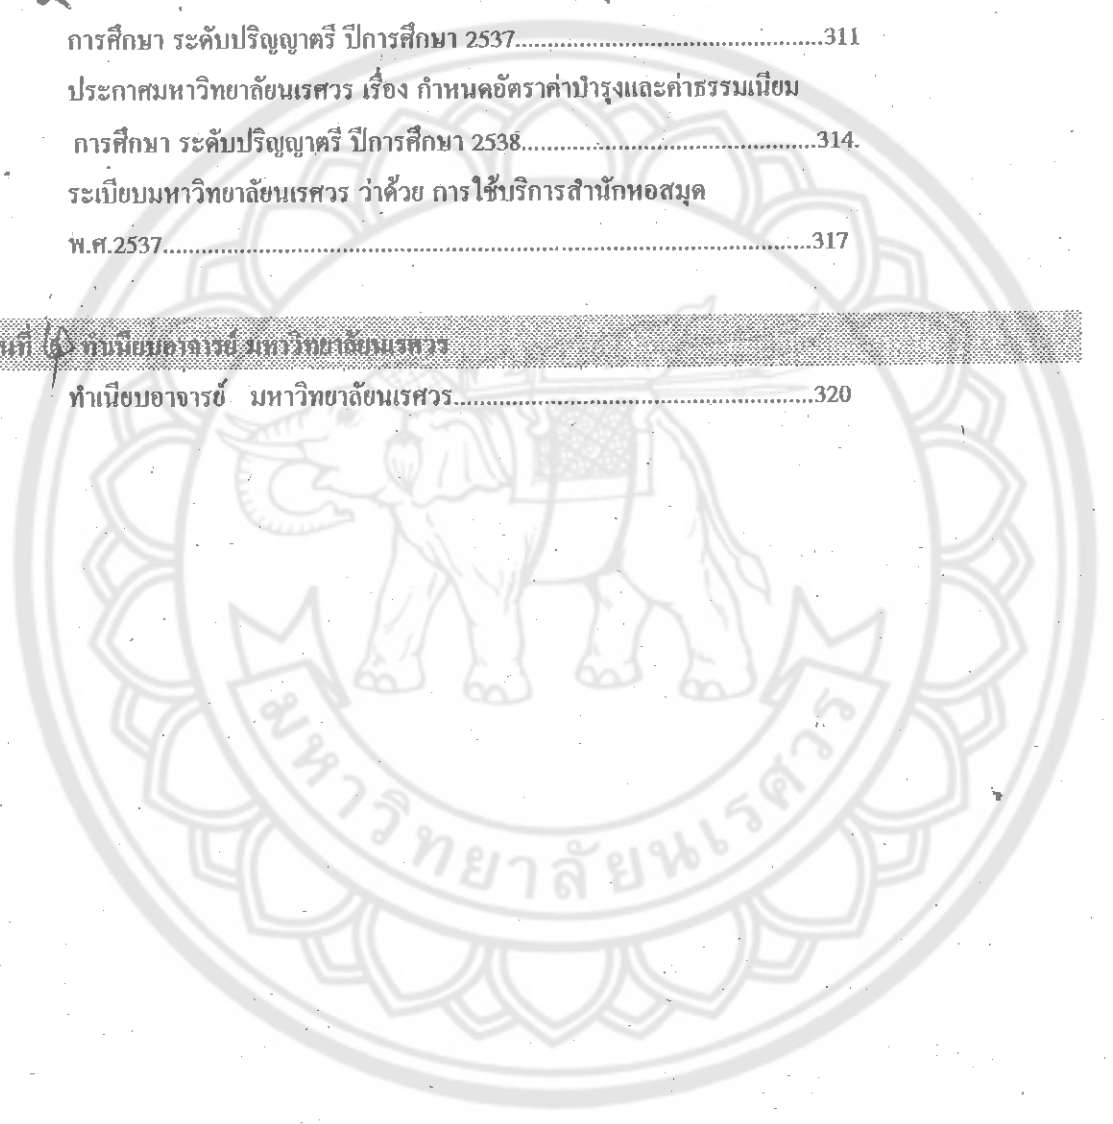 การศึกษา ระดับปริญญาตรี ปีการศึกษา 2537................................................311
ประกาศมหาวิทยาลัยนเรศวร เรื่อง กำหนดอัตราค่าบำรุงและค่าธรรมเนียม
การศึกษา ระดับปริญญาตรี ปีการศึกษา 2538..............................................314.
ระเบียบมหาวิทยาลัยนเรศวร ว่าด้วย การใช้บริการสำนักหอสมุด
พ.ศ.2537.....................................................................................................317
นที่ ทำเนียบอาจารย์ มหาวิทยาลัยนเรศวร
ทำเนียบอาจารย์ มหาวิทยาลัยนเรศวร........................................................320
มหาวิทยาลัยนเรศวร